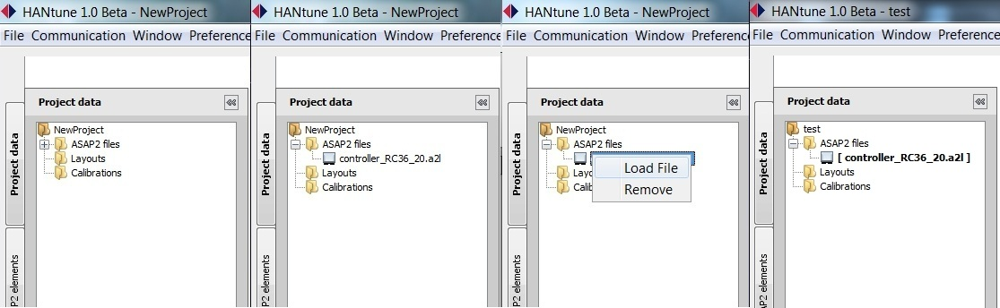 HANtune 1.0 Beta - NewProject
File Communication Window Preference
Project data
Project data
NewProject
ASAP2 files
Layouts
Calibrations
P2 elements
HANtune 1.0 Beta - NewProject
File Communication Window Preference
Project data
Project data
NewProject
ASAP2 files
controller_RC36_20.a2l
Layouts
Calibrations
P2 elements
HANtune 1.0 Beta - NewProject
File Communication Window Preference
Project data
Project data
NewProject
ASAP2 files
Load File
Remove
Layou
Calib
P2 elements
HANtune 1.0 Beta - test
File Communication Window Preference
Project data
Project data
test
ASAP2 files
[ controller_RC36_20.a2l ]
Layouts
Calibrations
AP2 elements